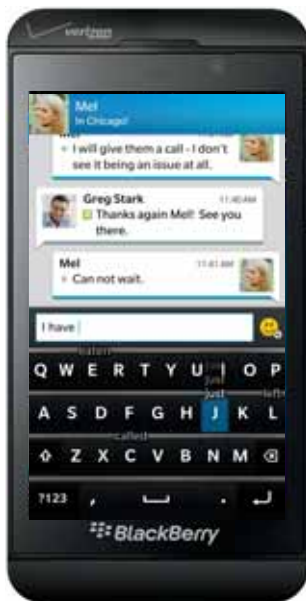 verizon
Mel
In Chicago!
Mel
I will give them a call - I don't
see it being an issue at all.
Greg Stark 11:40 AM
Thanks again Mel! See you
there.
Mel 11:41 AM
Can not wait.
I have
Q W E R T Y U I O P
just left
A S D F G H J K L
called
Z X C V B N M
?123 , .
BlackBerry